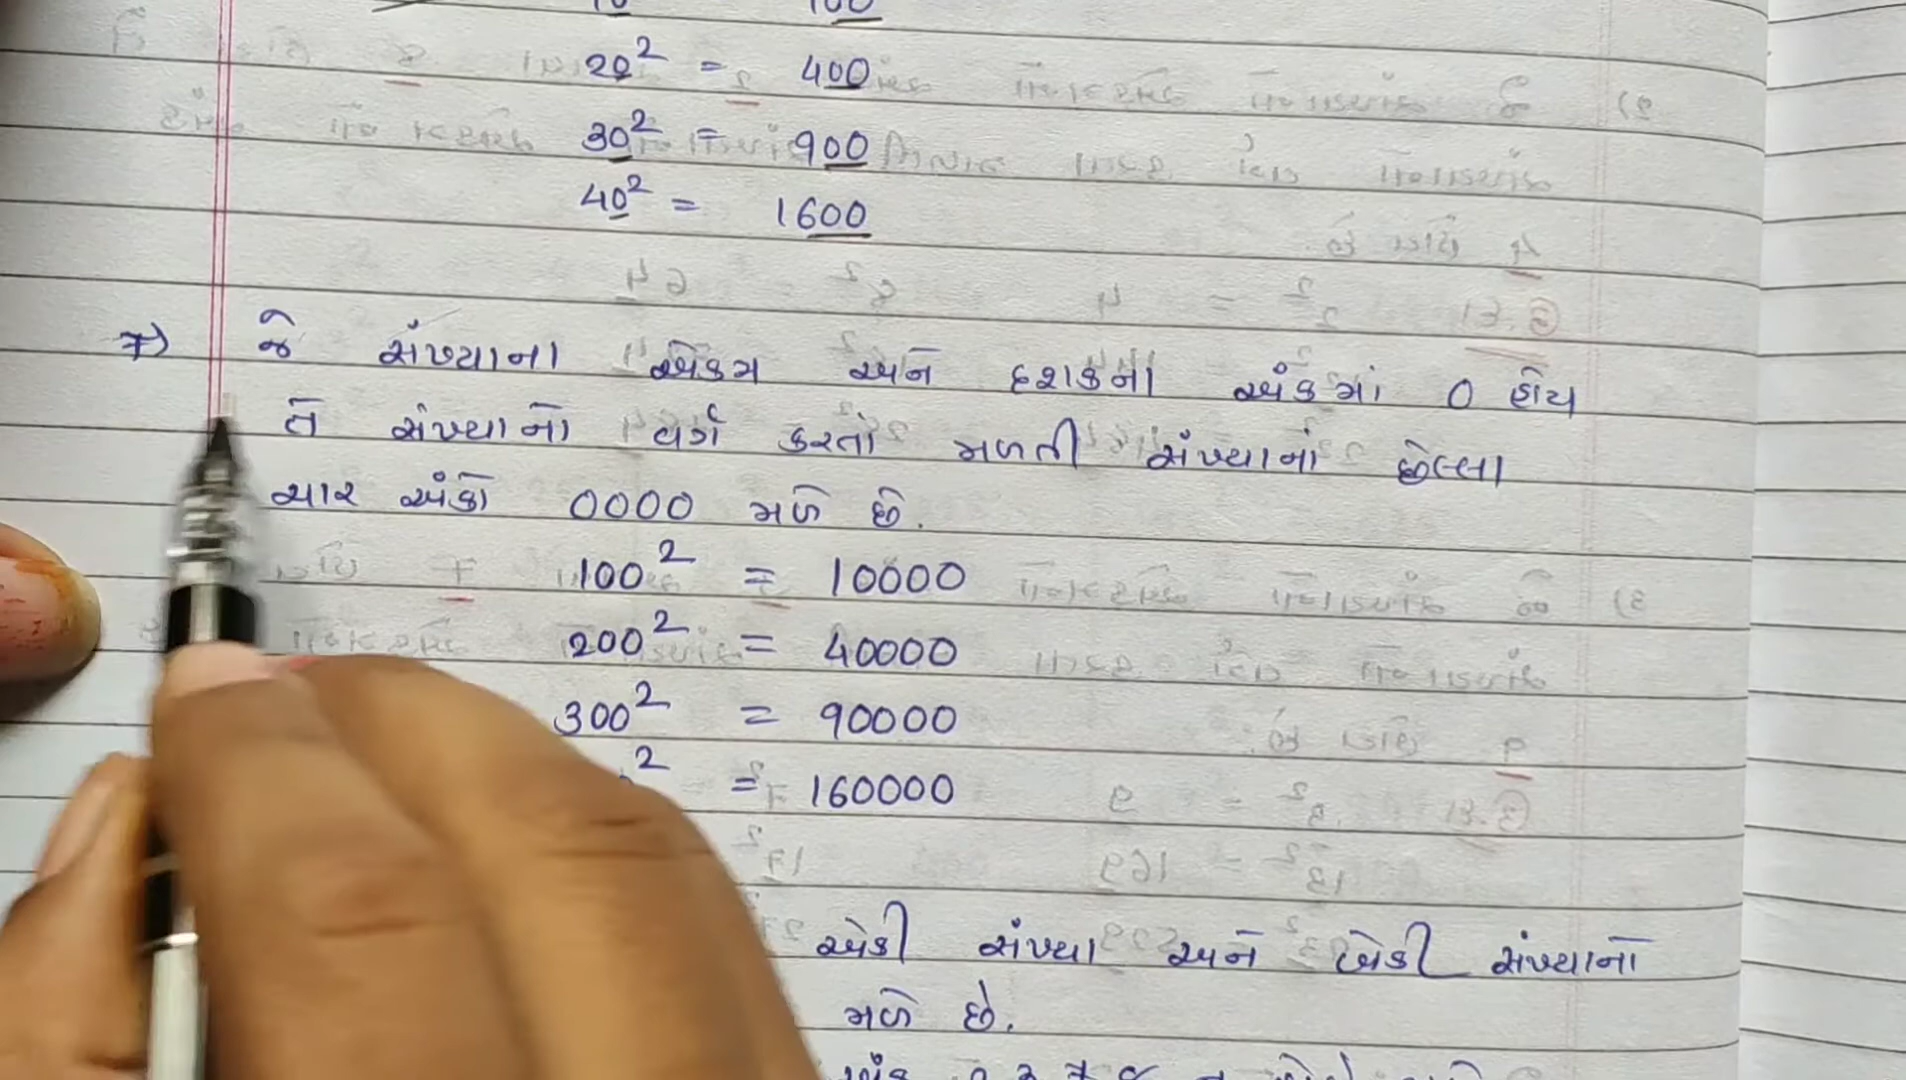 20² = 400
30² = 900
40² = 1600
7) જે સંખ્યાના એકમ અને દશકના અંકમાં 0 હોય
તે સંખ્યાનો વર્ગ કરતાં મળતી સંખ્યાનાં છેલ્લા
ચાર અંકો 0000 મળે છે.
100² = 10000
200² = 40000
300² = 90000
² = 160000
એકી સંખ્યા અને બેકી સંખ્યાનો
મળે છે.